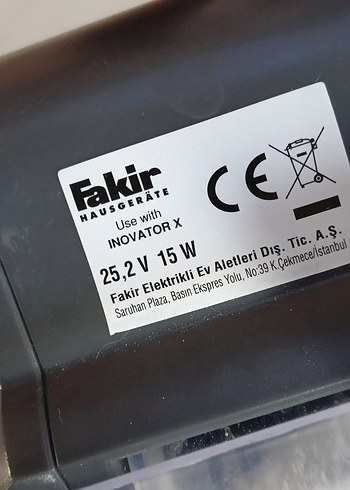 Fakir
HAUSGERÄTE
Use with
INOVATOR X
25,2 V 15 W
Fakir Elektrikli Ev Aletleri Dış. Tic. A.Ş.
Saruhan Plaza, Basın Ekspres Yolu, No:39 K.Çekmece/İstanbul
CE